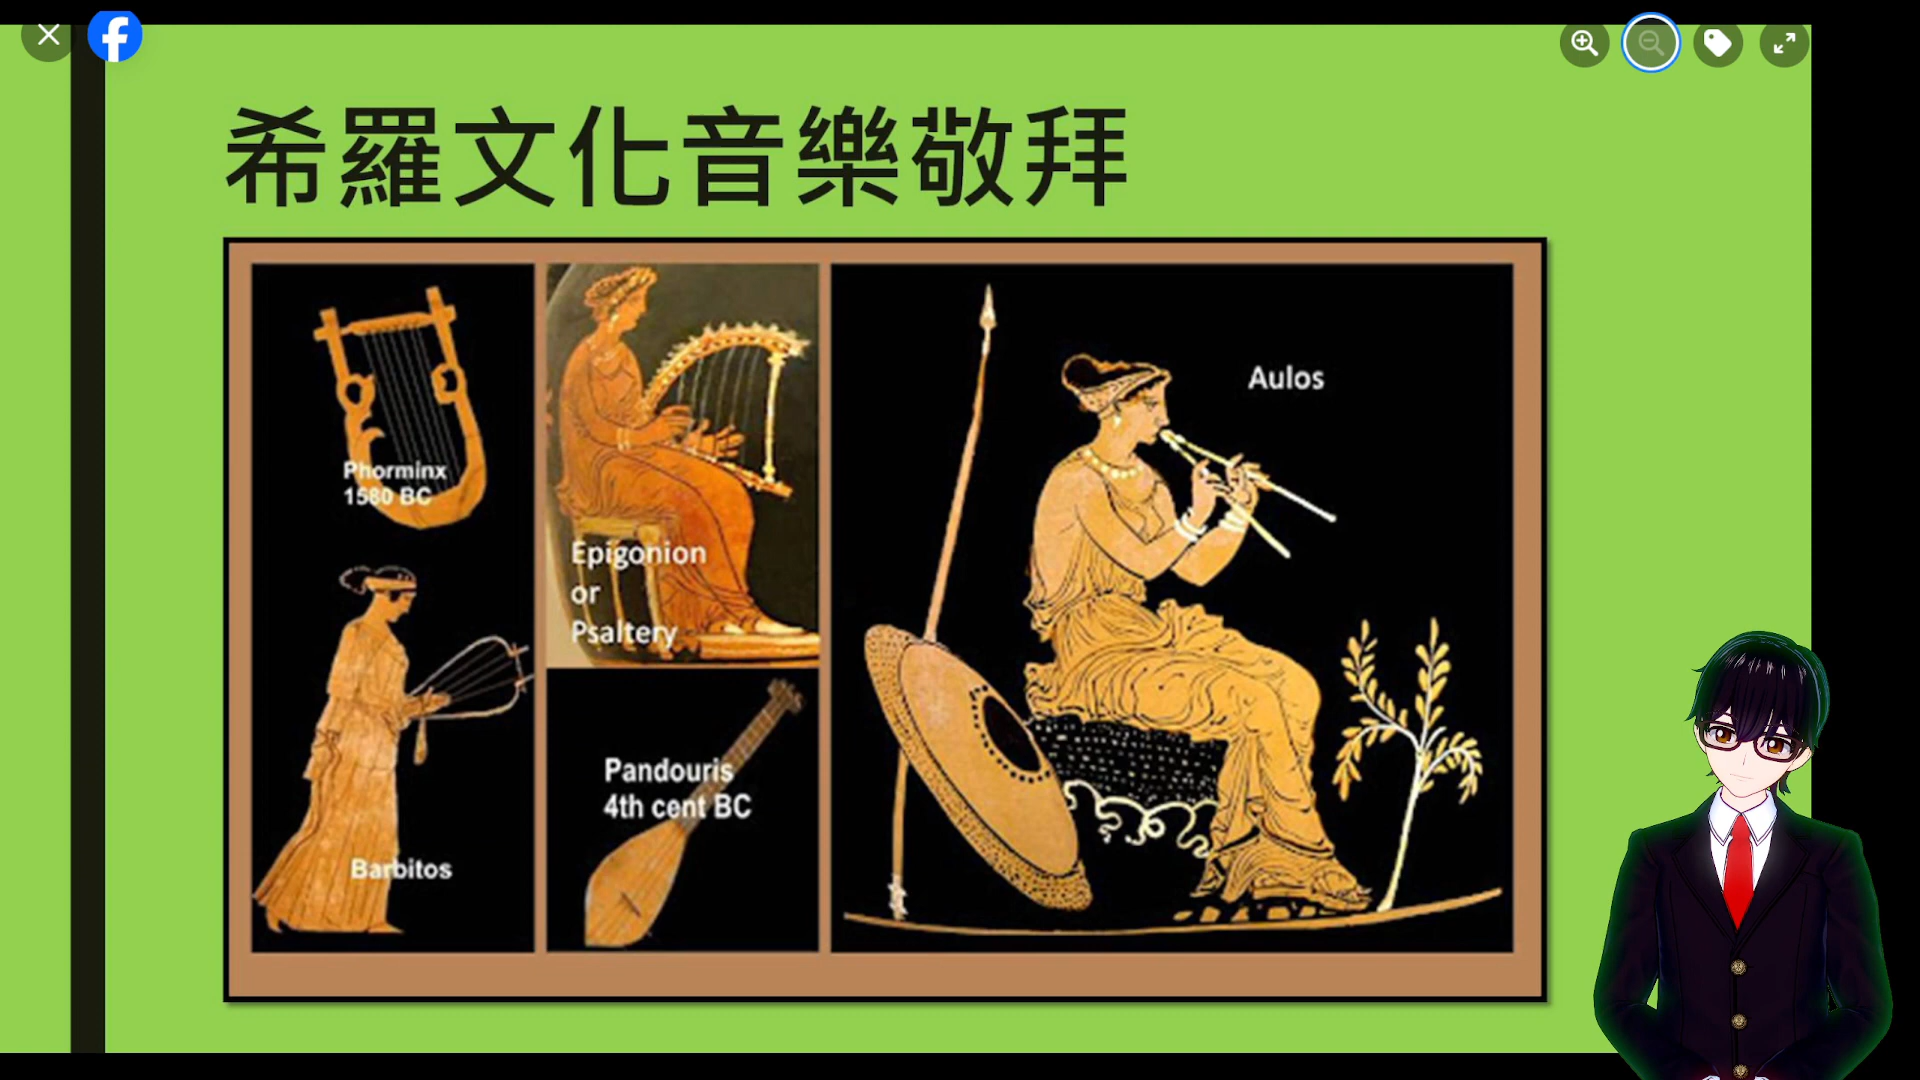 希羅文化音樂敬拜
Phorminx
1580 BC
Barbitos
Epigonion
or
Psaltery
Pandouris
4th cent BC
Aulos